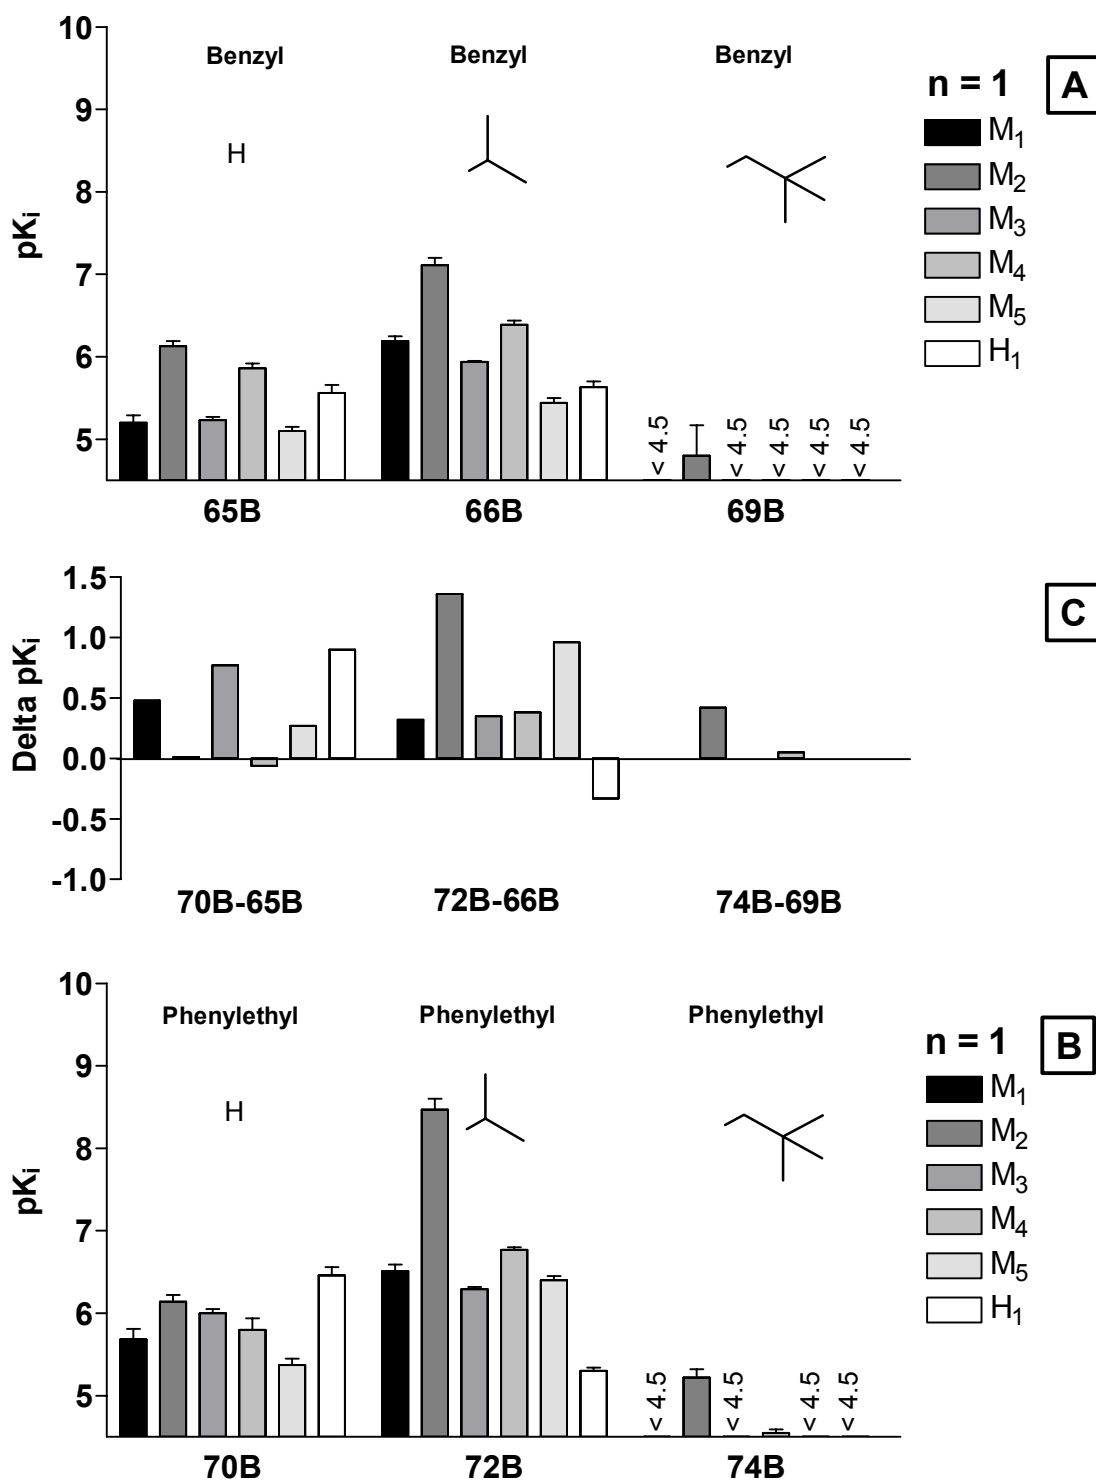 10
9
8
7
6
5
pKi
Benzyl
Benzyl
Benzyl
H
< 4.5
< 4.5
< 4.5
< 4.5
< 4.5
65B
66B
69B
n = 1
M1
M2
M3
M4
M5
H1
A
1.5
1.0
0.5
0.0
-0.5
-1.0
Delta pKi
70B-65B
72B-66B
74B-69B
C
10
9
8
7
6
5
pKi
Phenylethyl
Phenylethyl
Phenylethyl
H
< 4.5
< 4.5
< 4.5
< 4.5
70B
72B
74B
n = 1
M1
M2
M3
M4
M5
H1
B